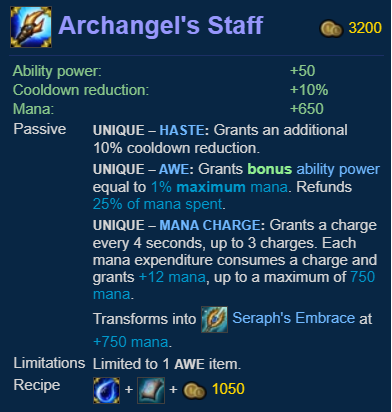 Archangel's Staff 3200
Ability power: +50
Cooldown reduction: +10%
Mana: +650
Passive UNIQUE – HASTE: Grants an additional
10% cooldown reduction.
UNIQUE – AWE: Grants bonus ability power
equal to 1% maximum mana. Refunds
25% of mana spent.
UNIQUE – MANA CHARGE: Grants a charge
every 4 seconds, up to 3 charges. Each
mana expenditure consumes a charge and
grants +12 mana, up to a maximum of 750
mana.
Transforms into Seraph's Embrace at
+750 mana.
Limitations Limited to 1 AWE item.
Recipe + + 1050